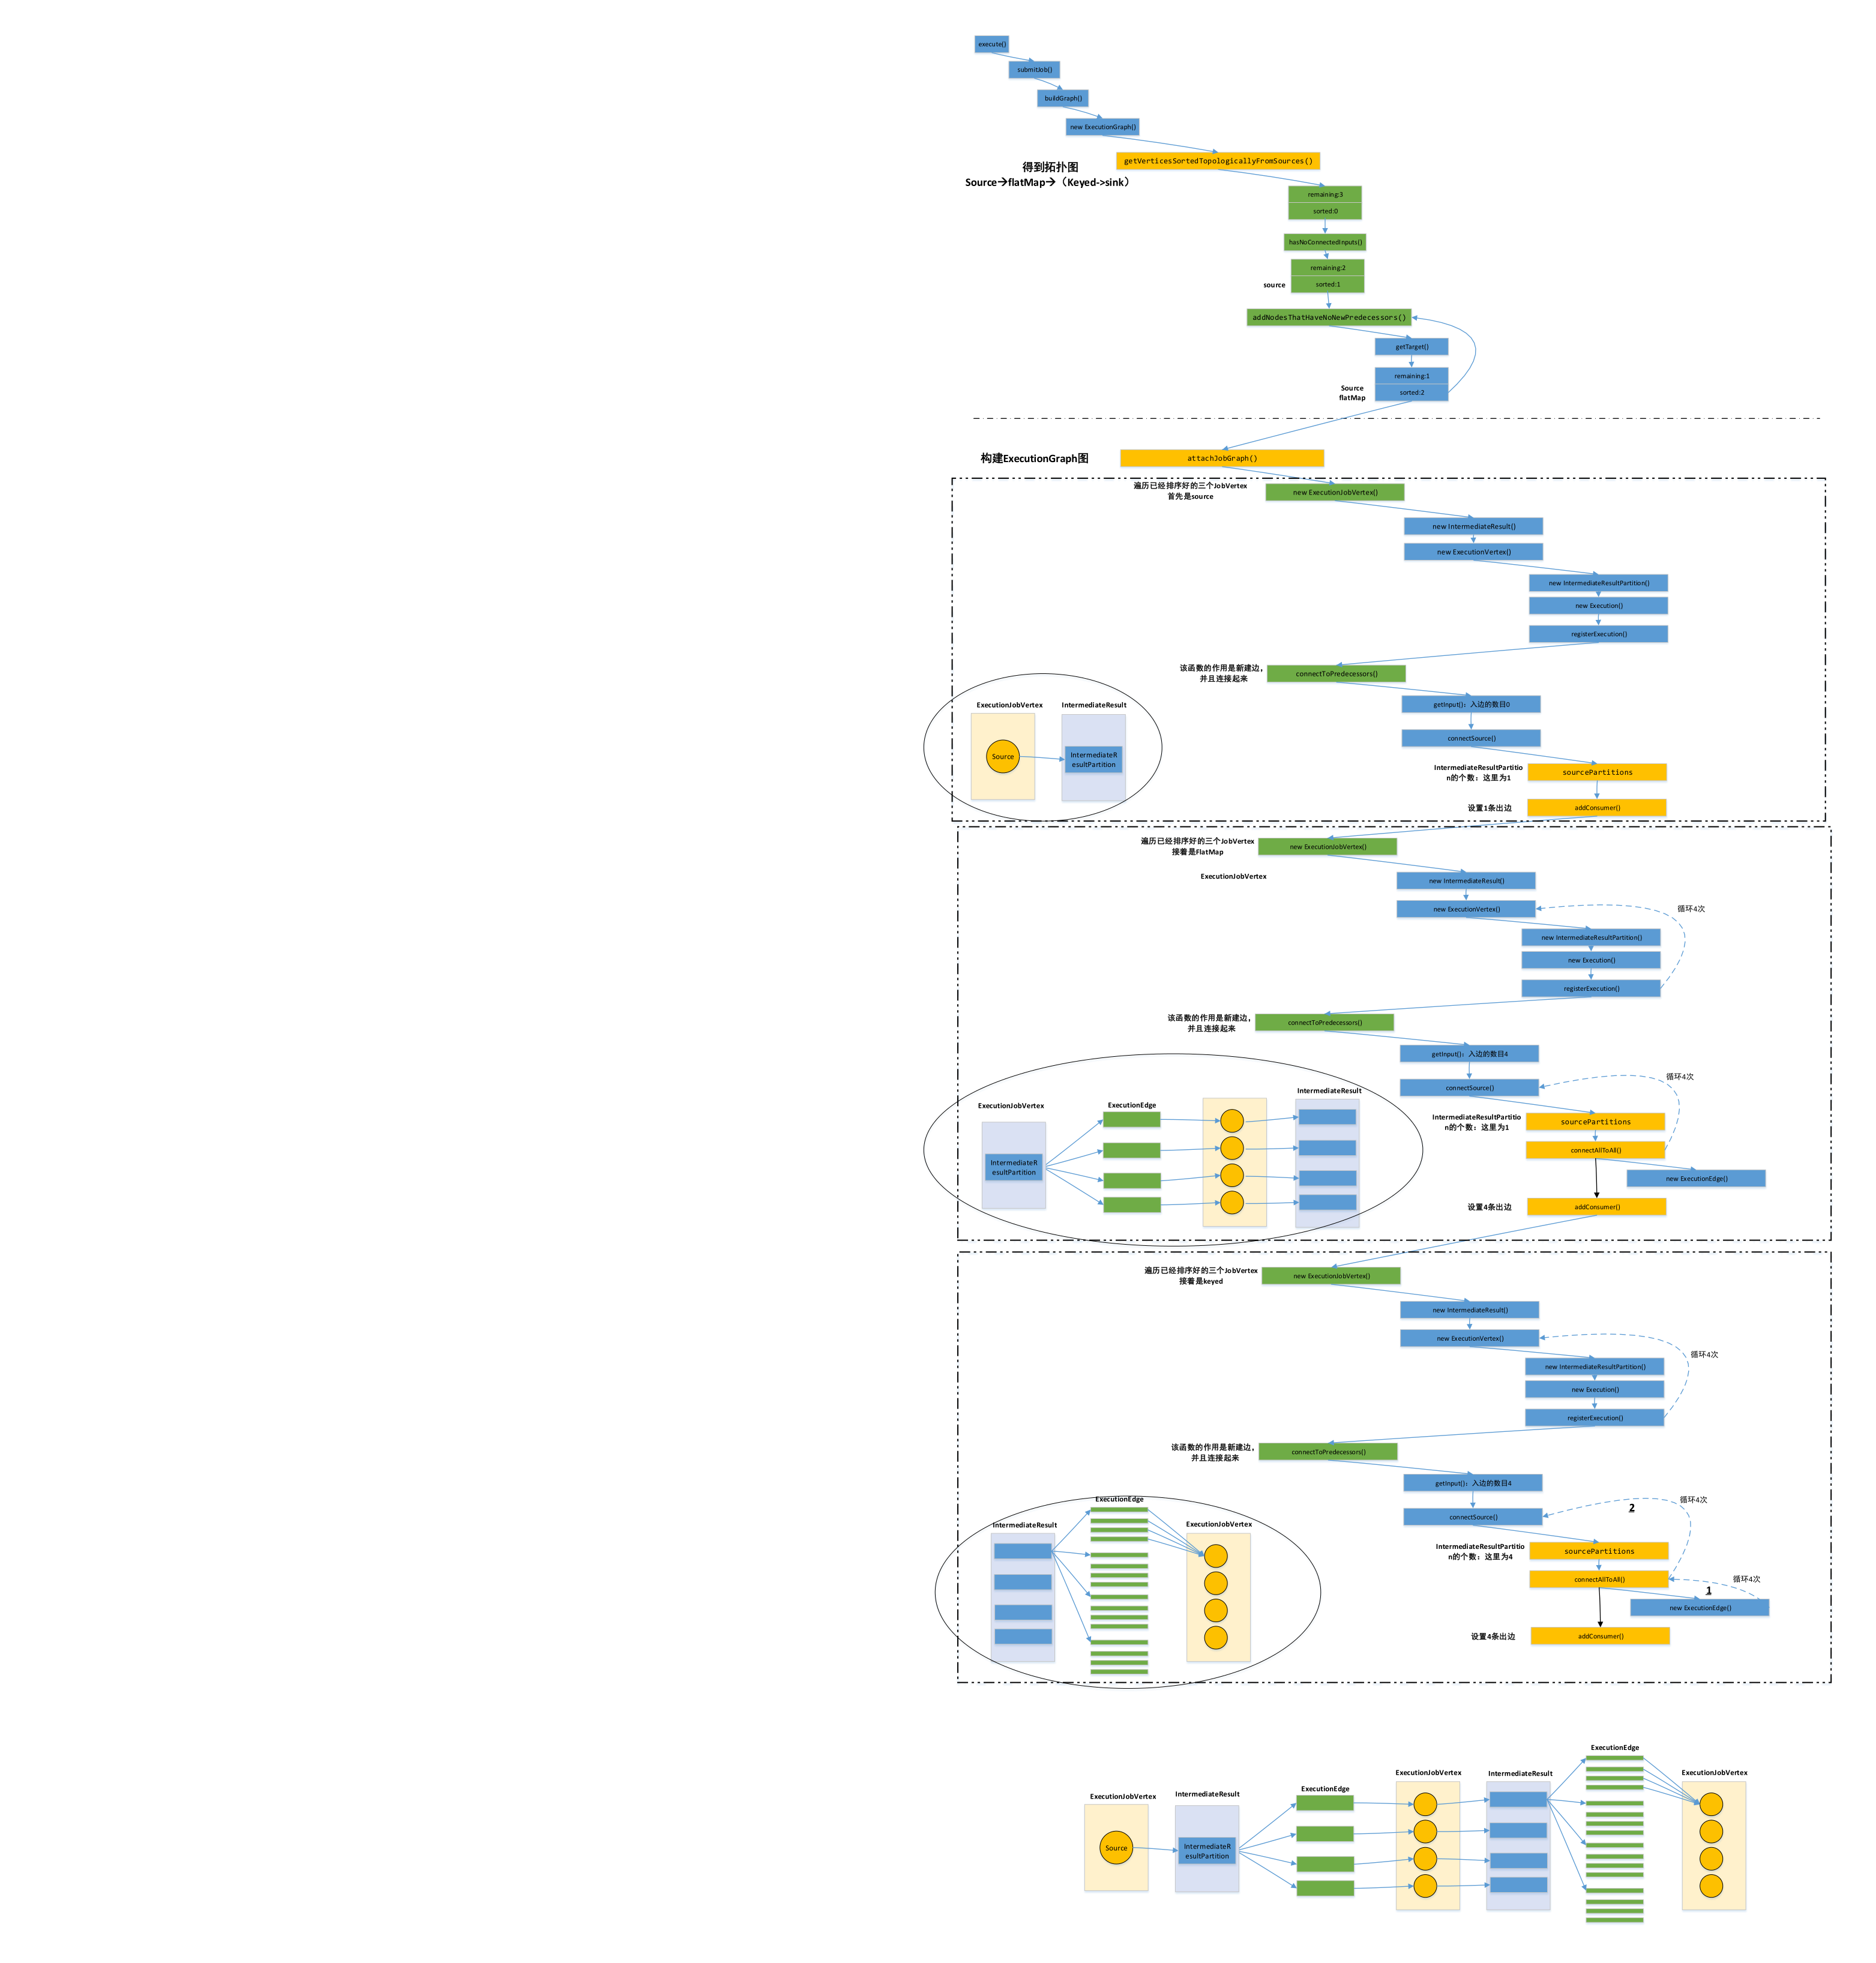 execute()
submitJob()
buildGraph()
new ExecutionGraph()
getVerticesSortedTopologicallyFromSources()
得到拓扑图
Source→flatMap→（Keyed->sink）
remaining:3
sorted:0
hasNoConnectedInputs()
remaining:2
sorted:1
source
addNodesThatHaveNoNewPredecessors()
getTarget()
remaining:1
sorted:2
Source
flatMap
构建ExecutionGraph图
attachJobGraph()
遍历已经排序好的三个JobVertex
首先是source
new ExecutionJobVertex()
new IntermediateResult()
new ExecutionVertex()
new IntermediateResultPartition()
new Execution()
registerExecution()
该函数的作用是新建边，
并且连接起来
connectToPredecessors()
getInput()：入边的数目0
connectSource()
IntermediateResultPartitio
n的个数：这里为1
sourcePartitions
设置1条出边
addConsumer()
ExecutionJobVertex
IntermediateResult
Source
IntermediateR
esultPartition
遍历已经排序好的三个JobVertex
接着是FlatMap
new ExecutionJobVertex()
ExecutionJobVertex
new IntermediateResult()
new ExecutionVertex()
循环4次
new IntermediateResultPartition()
new Execution()
registerExecution()
该函数的作用是新建边，
并且连接起来
connectToPredecessors()
getInput()：入边的数目4
connectSource()
循环4次
IntermediateResultPartitio
n的个数：这里为1
sourcePartitions
connectAllToAll()
new ExecutionEdge()
设置4条出边
addConsumer()
ExecutionJobVertex
ExecutionEdge
IntermediateResult
IntermediateR
esultPartition
遍历已经排序好的三个JobVertex
接着是keyed
new ExecutionJobVertex()
new IntermediateResult()
new ExecutionVertex()
循环4次
new IntermediateResultPartition()
new Execution()
registerExecution()
该函数的作用是新建边，
并且连接起来
connectToPredecessors()
getInput()：入边的数目4
connectSource()
2
循环4次
IntermediateResultPartitio
n的个数：这里为4
sourcePartitions
connectAllToAll()
循环4次
1
new ExecutionEdge()
设置4条出边
addConsumer()
ExecutionEdge
IntermediateResult
ExecutionJobVertex
ExecutionJobVertex
IntermediateResult
ExecutionEdge
ExecutionJobVertex
IntermediateResult
ExecutionEdge
ExecutionJobVertex
Source
IntermediateR
esultPartition